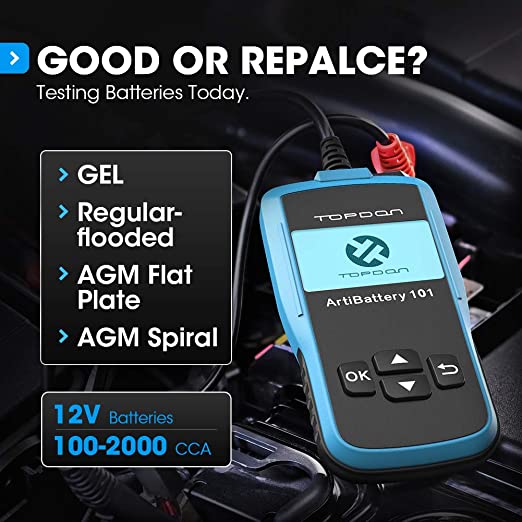 GOOD OR REPALCE?
Testing Batteries Today.
GEL
Regular-
flooded
AGM Flat
Plate
AGM Spiral
12V Batteries
100-2000 CCA
TOPDON
TOPDON
ArtiBattery 101
OK